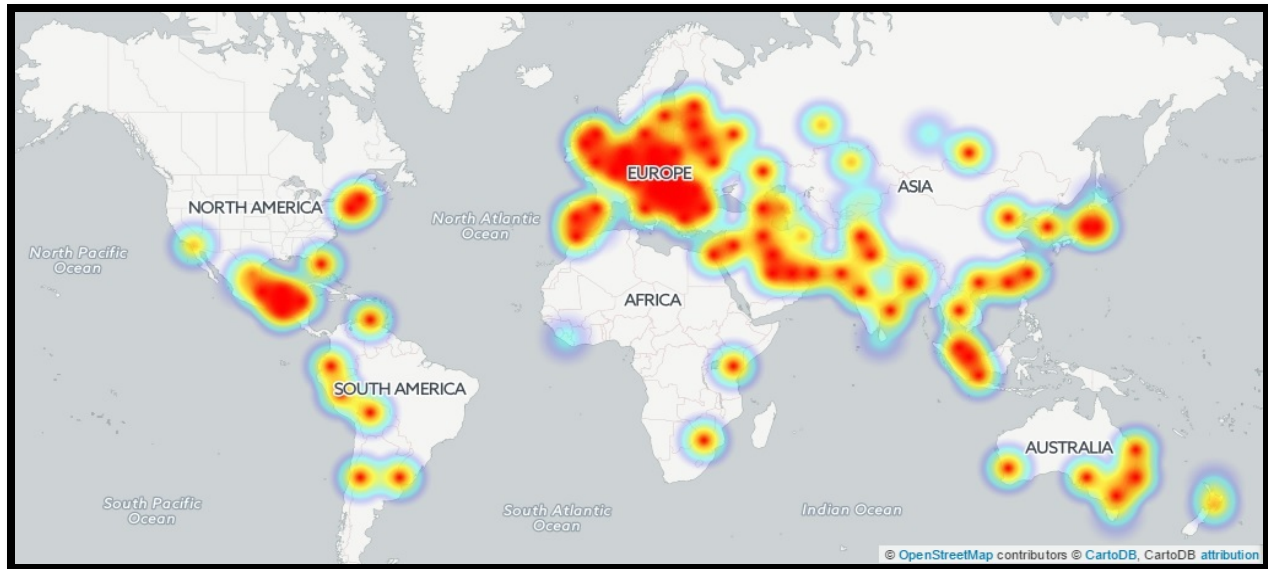 EUROPE
ASIA
NORTH AMERICA
North Atlantic
Ocean
North Pacific
Ocean
AFRICA
SOUTH AMERICA
AUSTRALIA
South Pacific
Ocean
South Atlantic
Ocean
Indian Ocean
© OpenStreetMap contributors © CartoDB, CartoDB attribution